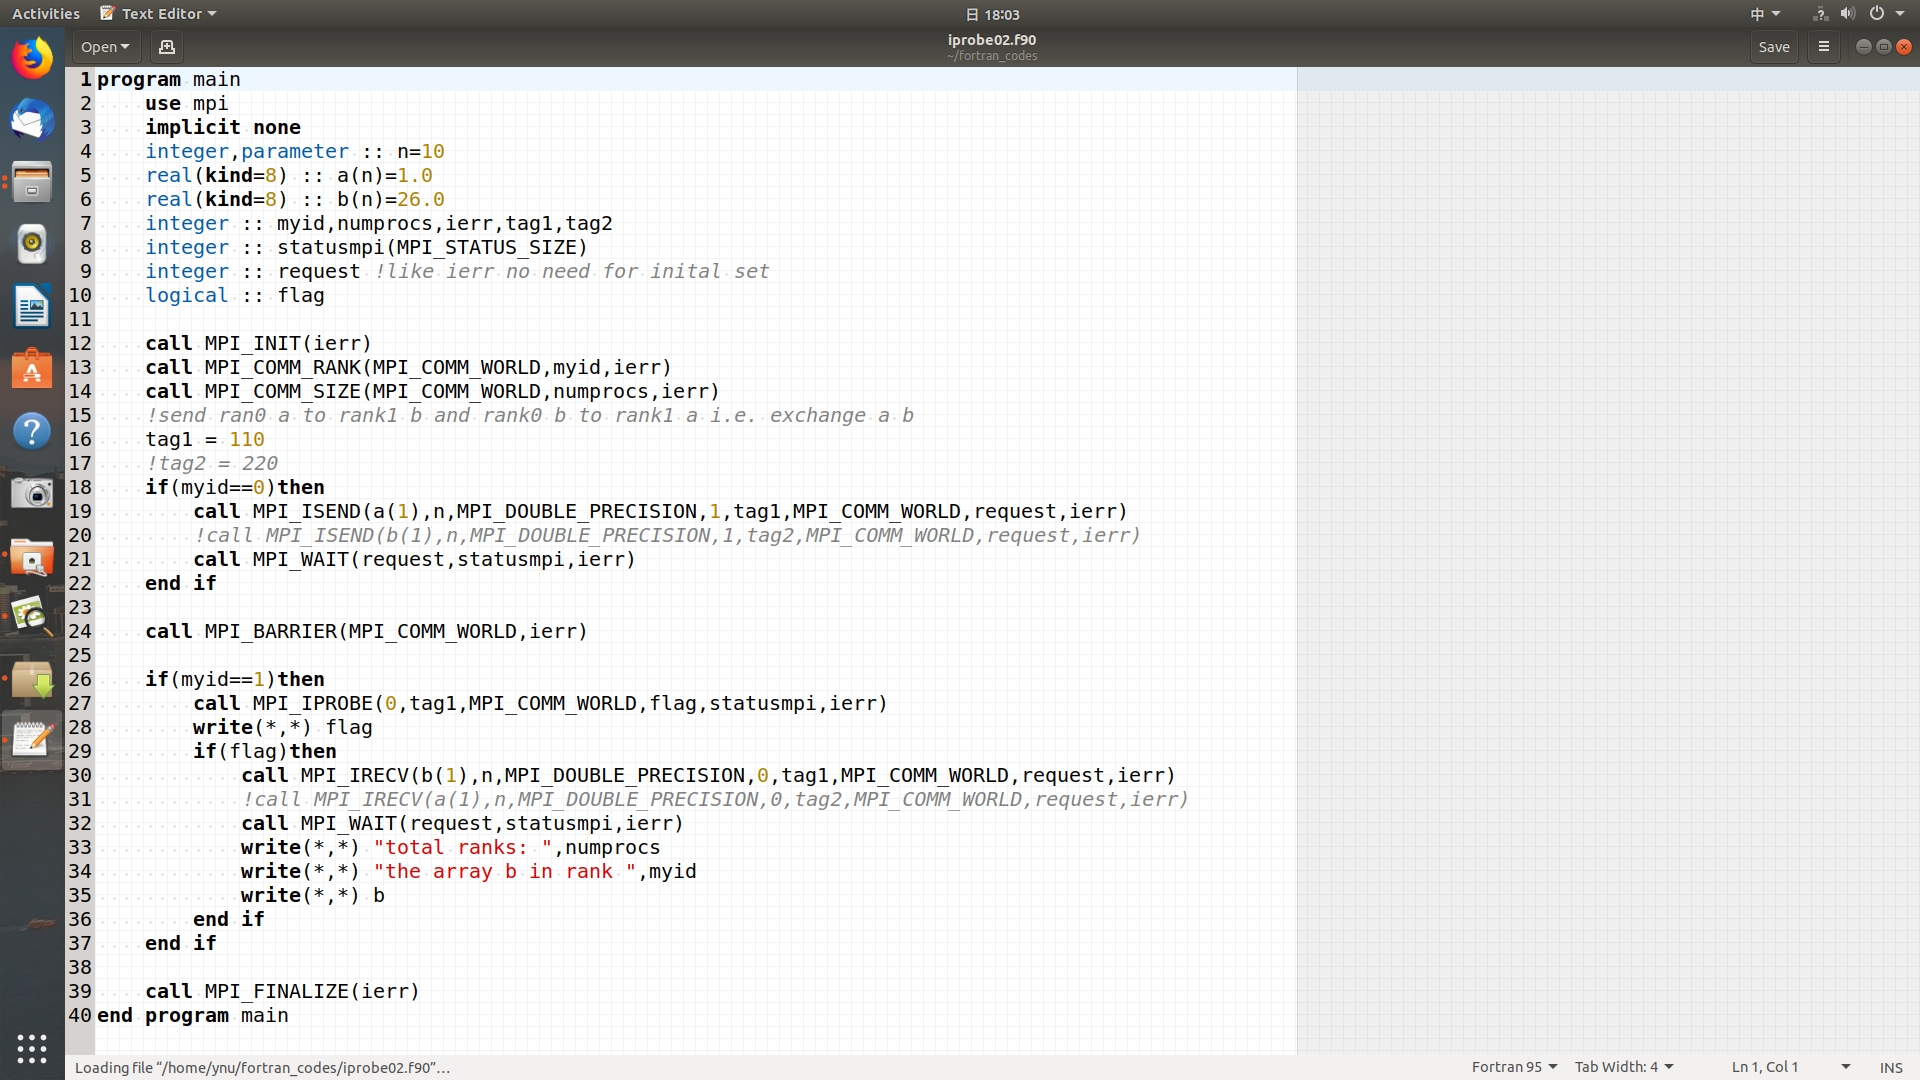 Activities Text Editor 日 18:03 中
Open iprobe02.f90 Save
~/fortran_codes
1 program main
2 use mpi
3 implicit none
4 integer,parameter :: n=10
5 real(kind=8) :: a(n)=1.0
6 real(kind=8) :: b(n)=26.0
7 integer :: myid,numprocs,ierr,tag1,tag2
8 integer :: statusmpi(MPI_STATUS_SIZE)
9 integer :: request !like ierr no need for inital set
10 logical :: flag
11
12 call MPI_INIT(ierr)
13 call MPI_COMM_RANK(MPI_COMM_WORLD,myid,ierr)
14 call MPI_COMM_SIZE(MPI_COMM_WORLD,numprocs,ierr)
15 !send ran0 a to rank1 b and rank0 b to rank1 a i.e. exchange a b
16 tag1 = 110
17 !tag2 = 220
18 if(myid==0)then
19 call MPI_ISEND(a(1),n,MPI_DOUBLE_PRECISION,1,tag1,MPI_COMM_WORLD,request,ierr)
20 !call MPI_ISEND(b(1),n,MPI_DOUBLE_PRECISION,1,tag2,MPI_COMM_WORLD,request,ierr)
21 call MPI_WAIT(request,statusmpi,ierr)
22 end if
23
24 call MPI_BARRIER(MPI_COMM_WORLD,ierr)
25
26 if(myid==1)then
27 call MPI_IPROBE(0,tag1,MPI_COMM_WORLD,flag,statusmpi,ierr)
28 write(*,*) flag
29 if(flag)then
30 call MPI_IRECV(b(1),n,MPI_DOUBLE_PRECISION,0,tag1,MPI_COMM_WORLD,request,ierr)
31 !call MPI_IRECV(a(1),n,MPI_DOUBLE_PRECISION,0,tag2,MPI_COMM_WORLD,request,ierr)
32 call MPI_WAIT(request,statusmpi,ierr)
33 write(*,*) "total ranks: ",numprocs
34 write(*,*) "the array b in rank ",myid
35 write(*,*) b
36 end if
37 end if
38
39 call MPI_FINALIZE(ierr)
40 end program main
Loading file “/home/ynu/fortran_codes/iprobe02.f90”… Fortran 95 Tab Width: 4 Ln 1, Col 1 INS